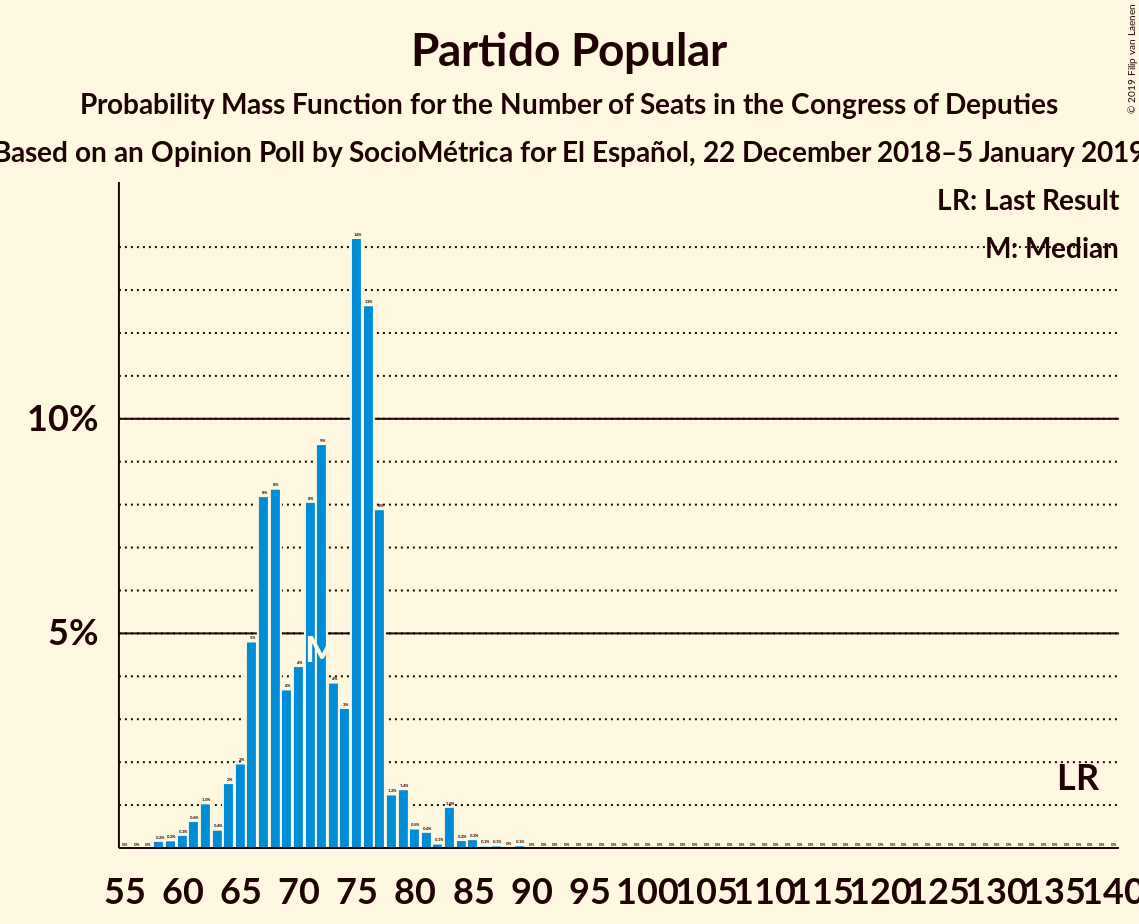 Partido Popular
Probability Mass Function for the Number of Seats in the Congress of Deputies
Based on an Opinion Poll by SocioMétrica for El Español, 22 December 2018–5 January 2019
© 2019 Filip van Laenen
LR: Last Result
M: Median
10%
5%
M
LR
55 60 65 70 75 80 85 90 95 100 105 110 115 120 125 130 135 140